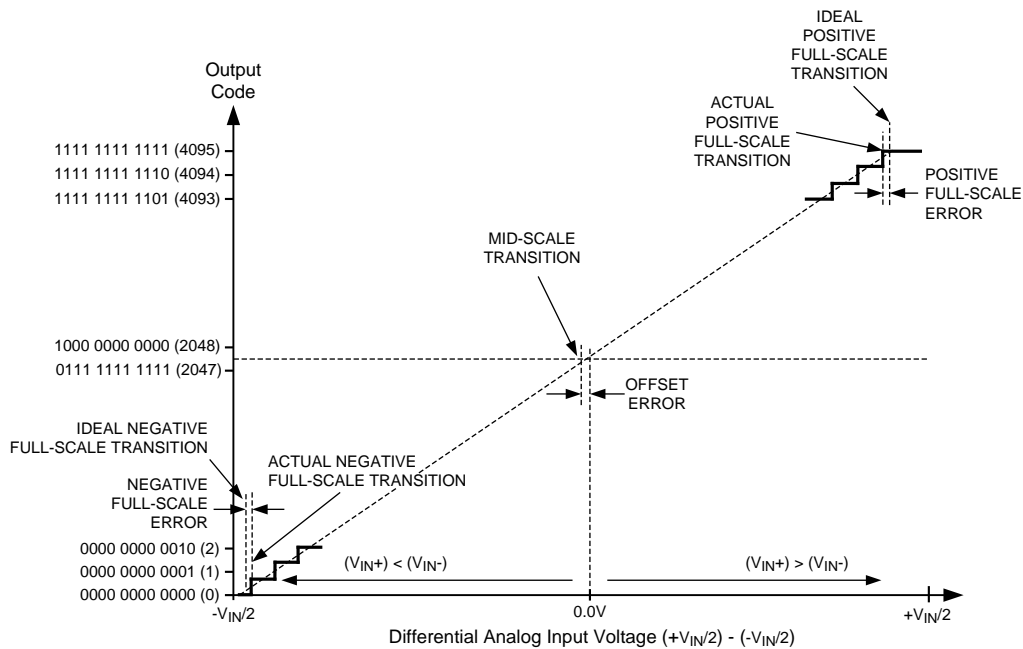 IDEAL
POSITIVE
FULL-SCALE
TRANSITION
Output
Code
ACTUAL
POSITIVE
FULL-SCALE
TRANSITION
1111 1111 1111 (4095)
1111 1111 1110 (4094)
1111 1111 1101 (4093)
POSITIVE
FULL-SCALE
ERROR
MID-SCALE
TRANSITION
1000 0000 0000 (2048)
0111 1111 1111 (2047)
OFFSET
ERROR
IDEAL NEGATIVE
FULL-SCALE TRANSITION
ACTUAL NEGATIVE
FULL-SCALE TRANSITION
NEGATIVE
FULL-SCALE
ERROR
0000 0000 0010 (2)
0000 0000 0001 (1)
0000 0000 0000 (0)
(VIN+) < (VIN-)
(VIN+) > (VIN-)
-VIN/2
0.0V
+VIN/2
Differential Analog Input Voltage (+VIN/2) - (-VIN/2)